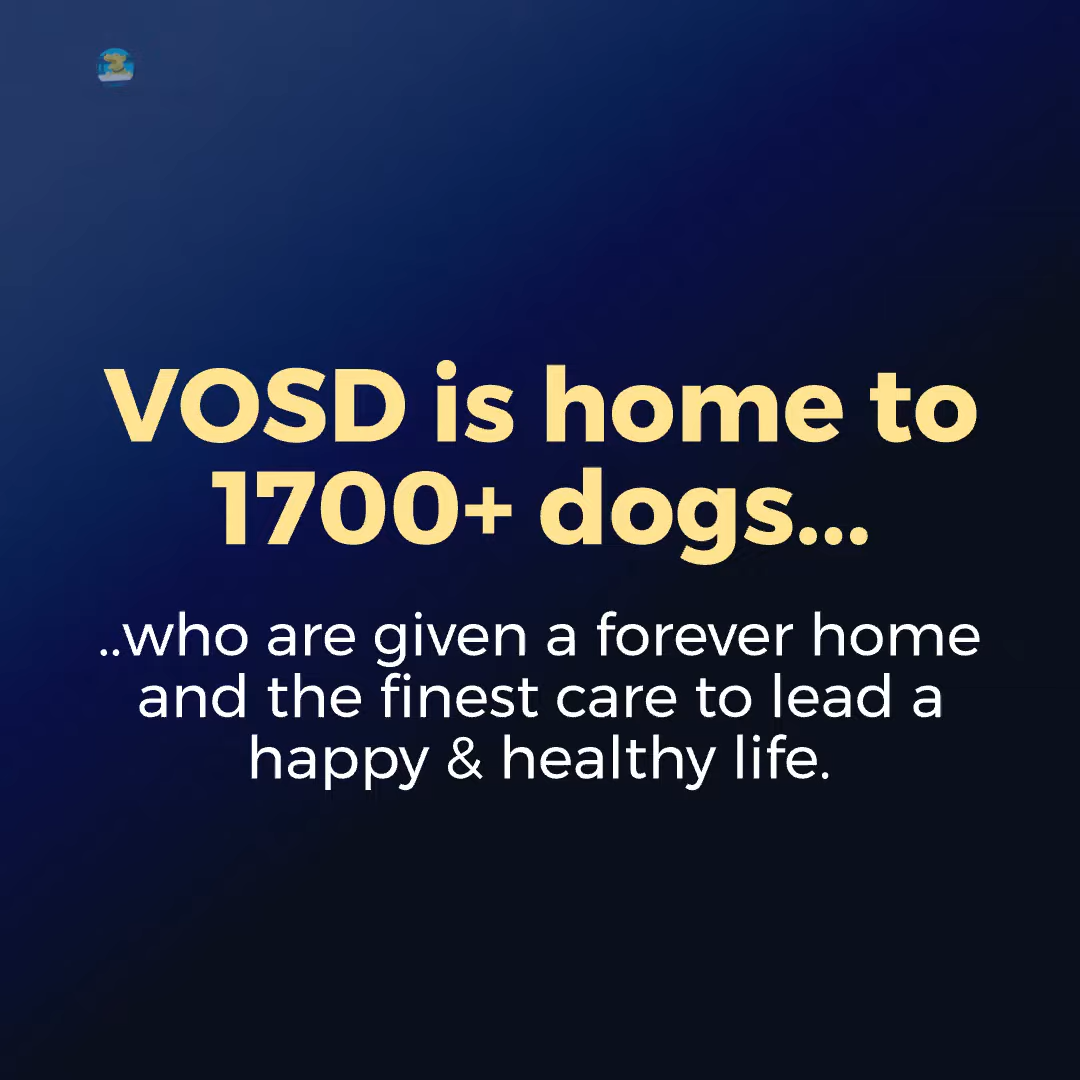 VOSD is home to
1700+ dogs...
..who are given a forever home
and the finest care to lead a
happy & healthy life.